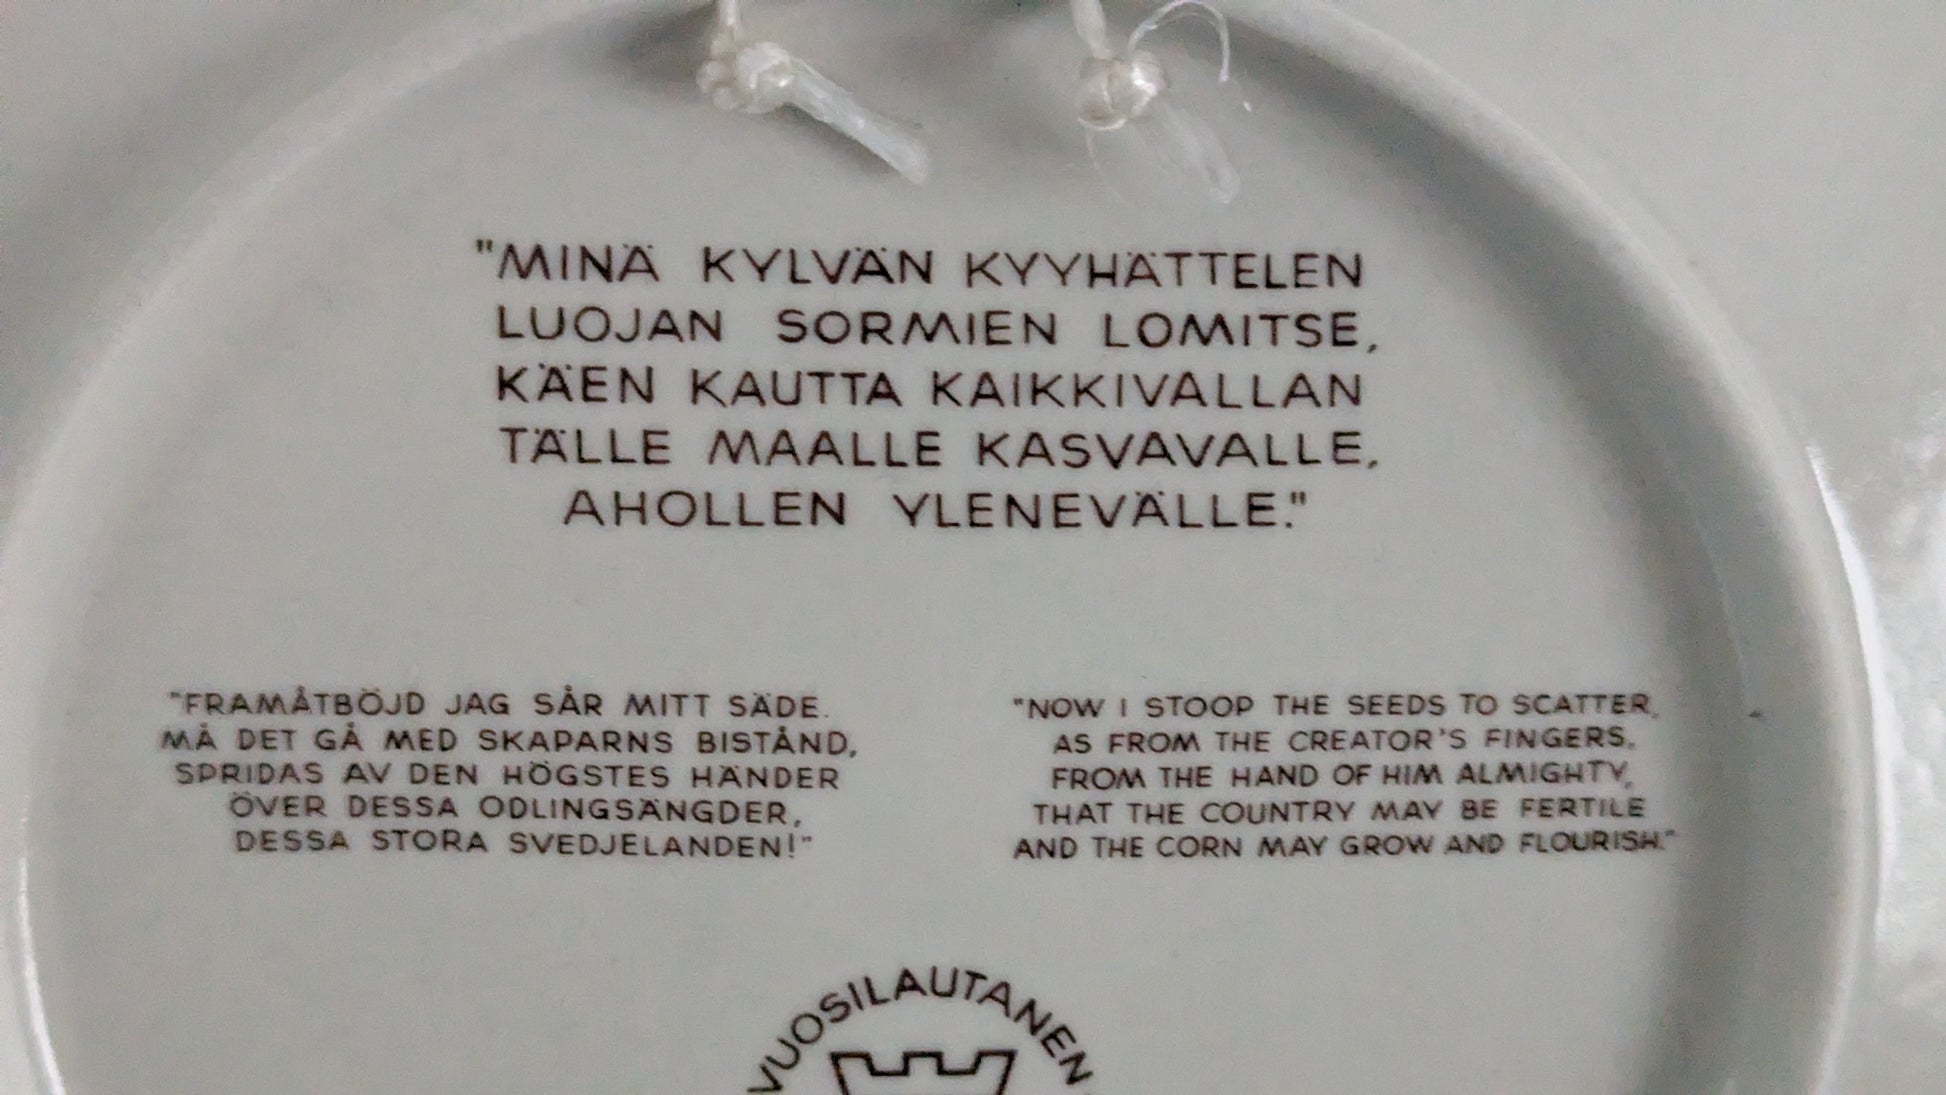 "MINÄ KYLVÄN KYYHÄTTELEN
LUOJAN SORMIEN LOMITSE,
KÄEN KAUTTA KAIKKIVALLAN
TÄLLE MAALLE KASVAVALLE,
AHOLLEN YLENEVÄLLE."
"FRAMÅTBÖJD JAG SÅR MITT SÄDE.
MÅ DET GÅ MED SKAPARNS BISTÅND,
SPRIDAS AV DEN HÖGSTES HÄNDER
ÖVER DESSA ODLINGSÄNGDER,
DESSA STORA SVEDJELANDEN!"
"NOW I STOOP THE SEEDS TO SCATTER,
AS FROM THE CREATOR'S FINGERS,
FROM THE HAND OF HIM ALMIGHTY,
THAT THE COUNTRY MAY BE FERTILE
AND THE CORN MAY GROW AND FLOURISH."
VUOSILAUTANEN